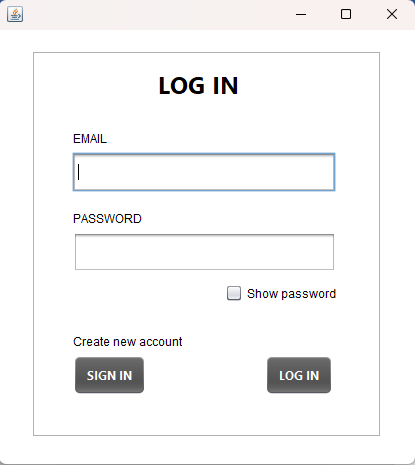 LOG IN
EMAIL
PASSWORD
Show password
Create new account
SIGN IN
LOG IN